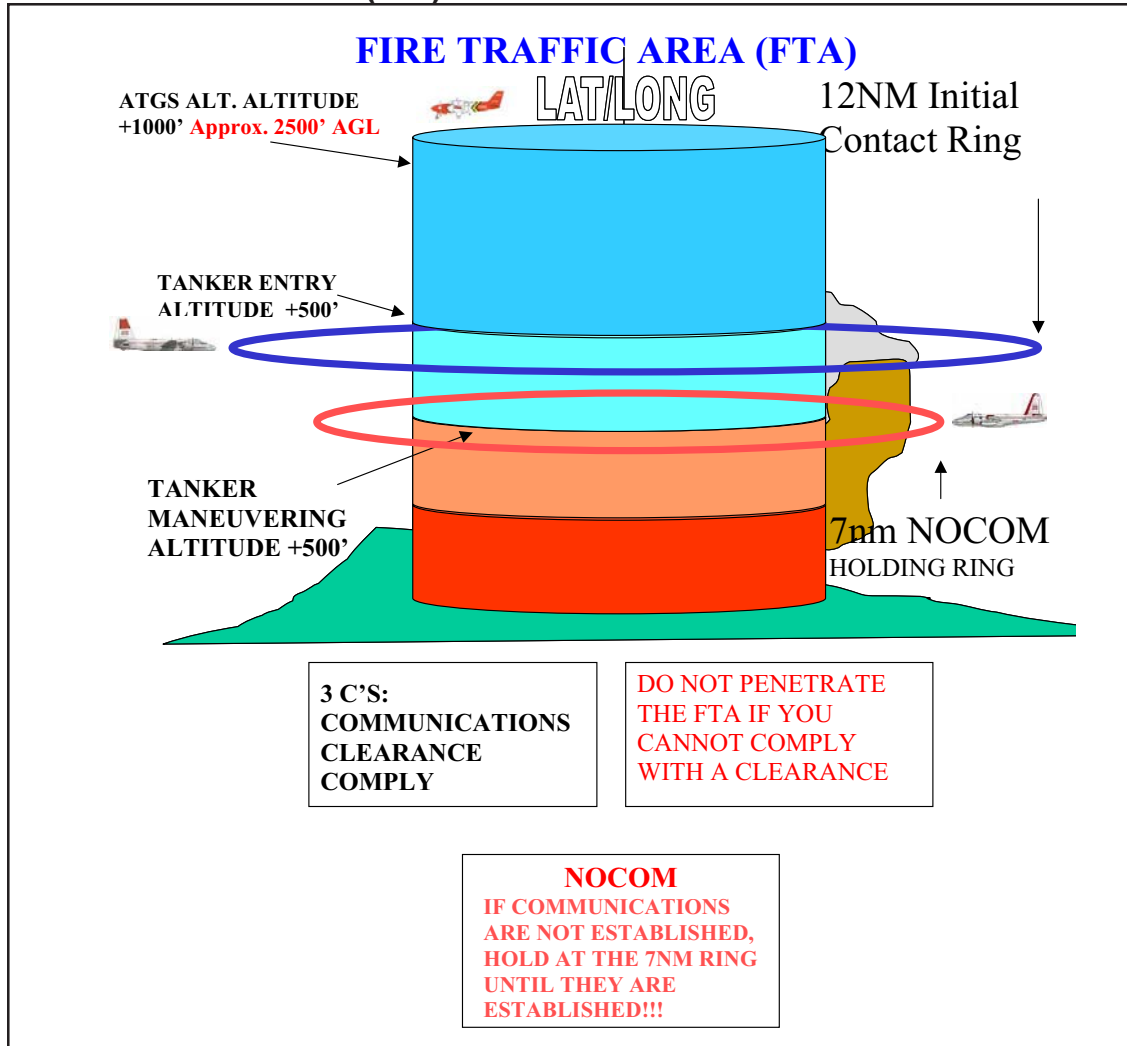 FIRE TRAFFIC AREA (FTA)
LAT/LONG
ATGS ALT. ALTITUDE
+1000' Approx. 2500' AGL
12NM Initial
Contact Ring
TANKER ENTRY
ALTITUDE +500'
TANKER
MANEUVERING
ALTITUDE +500'
7nm NOCOM
HOLDING RING
3 C'S:
COMMUNICATIONS
CLEARANCE
COMPLY
DO NOT PENETRATE
THE FTA IF YOU
CANNOT COMPLY
WITH A CLEARANCE
NOCOM
IF COMMUNICATIONS
ARE NOT ESTABLISHED,
HOLD AT THE 7NM RING
UNTIL THEY ARE
ESTABLISHED!!!